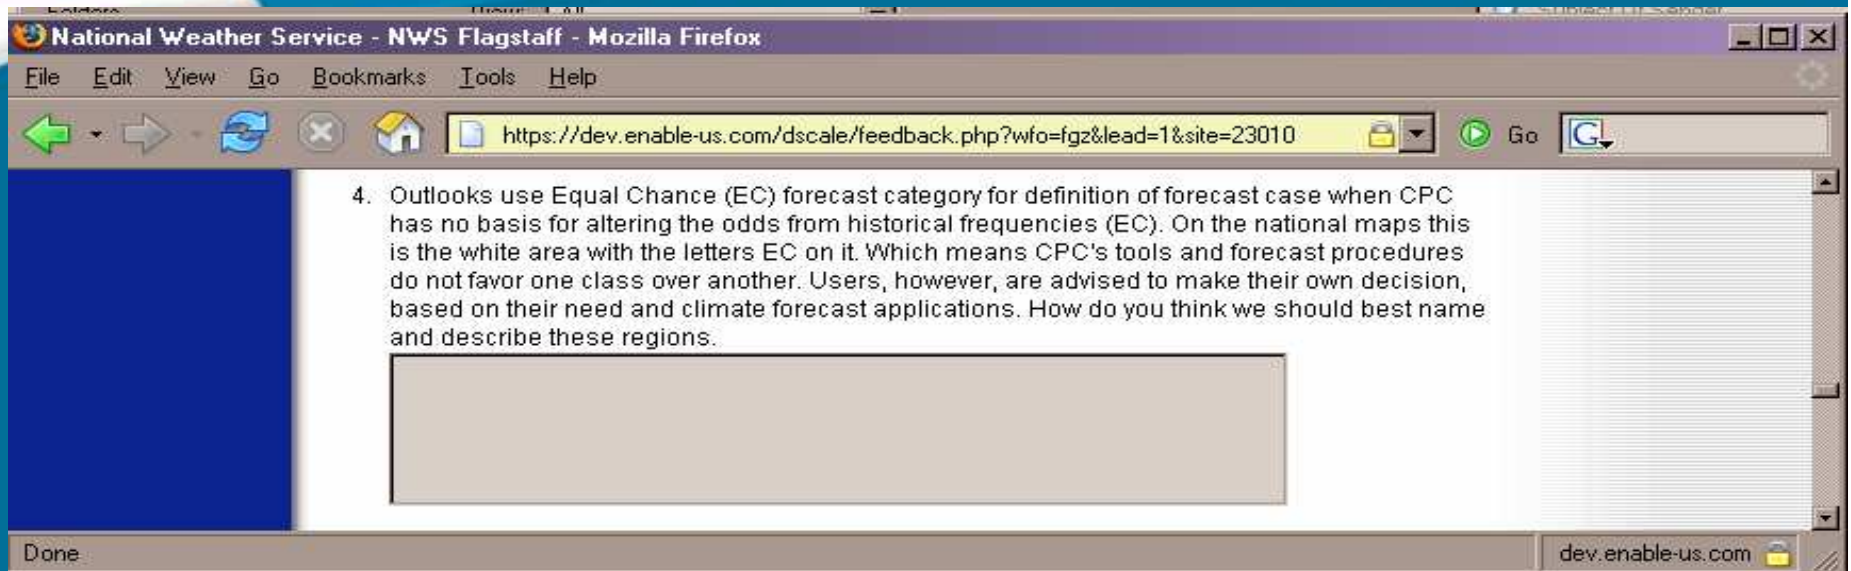 National Weather Service - NWS Flagstaff - Mozilla Firefox
File Edit View Go Bookmarks Tools Help
https://dev.enable-us.com/dscale/feedback.php?wfo=fgz&lead=1&site=23010 Go G
4. Outlooks use Equal Chance (EC) forecast category for definition of forecast case when CPC
has no basis for altering the odds from historical frequencies (EC). On the national maps this
is the white area with the letters EC on it. Which means CPC's tools and forecast procedures
do not favor one class over another. Users, however, are advised to make their own decision,
based on their need and climate forecast applications. How do you think we should best name
and describe these regions.
Done dev.enable-us.com